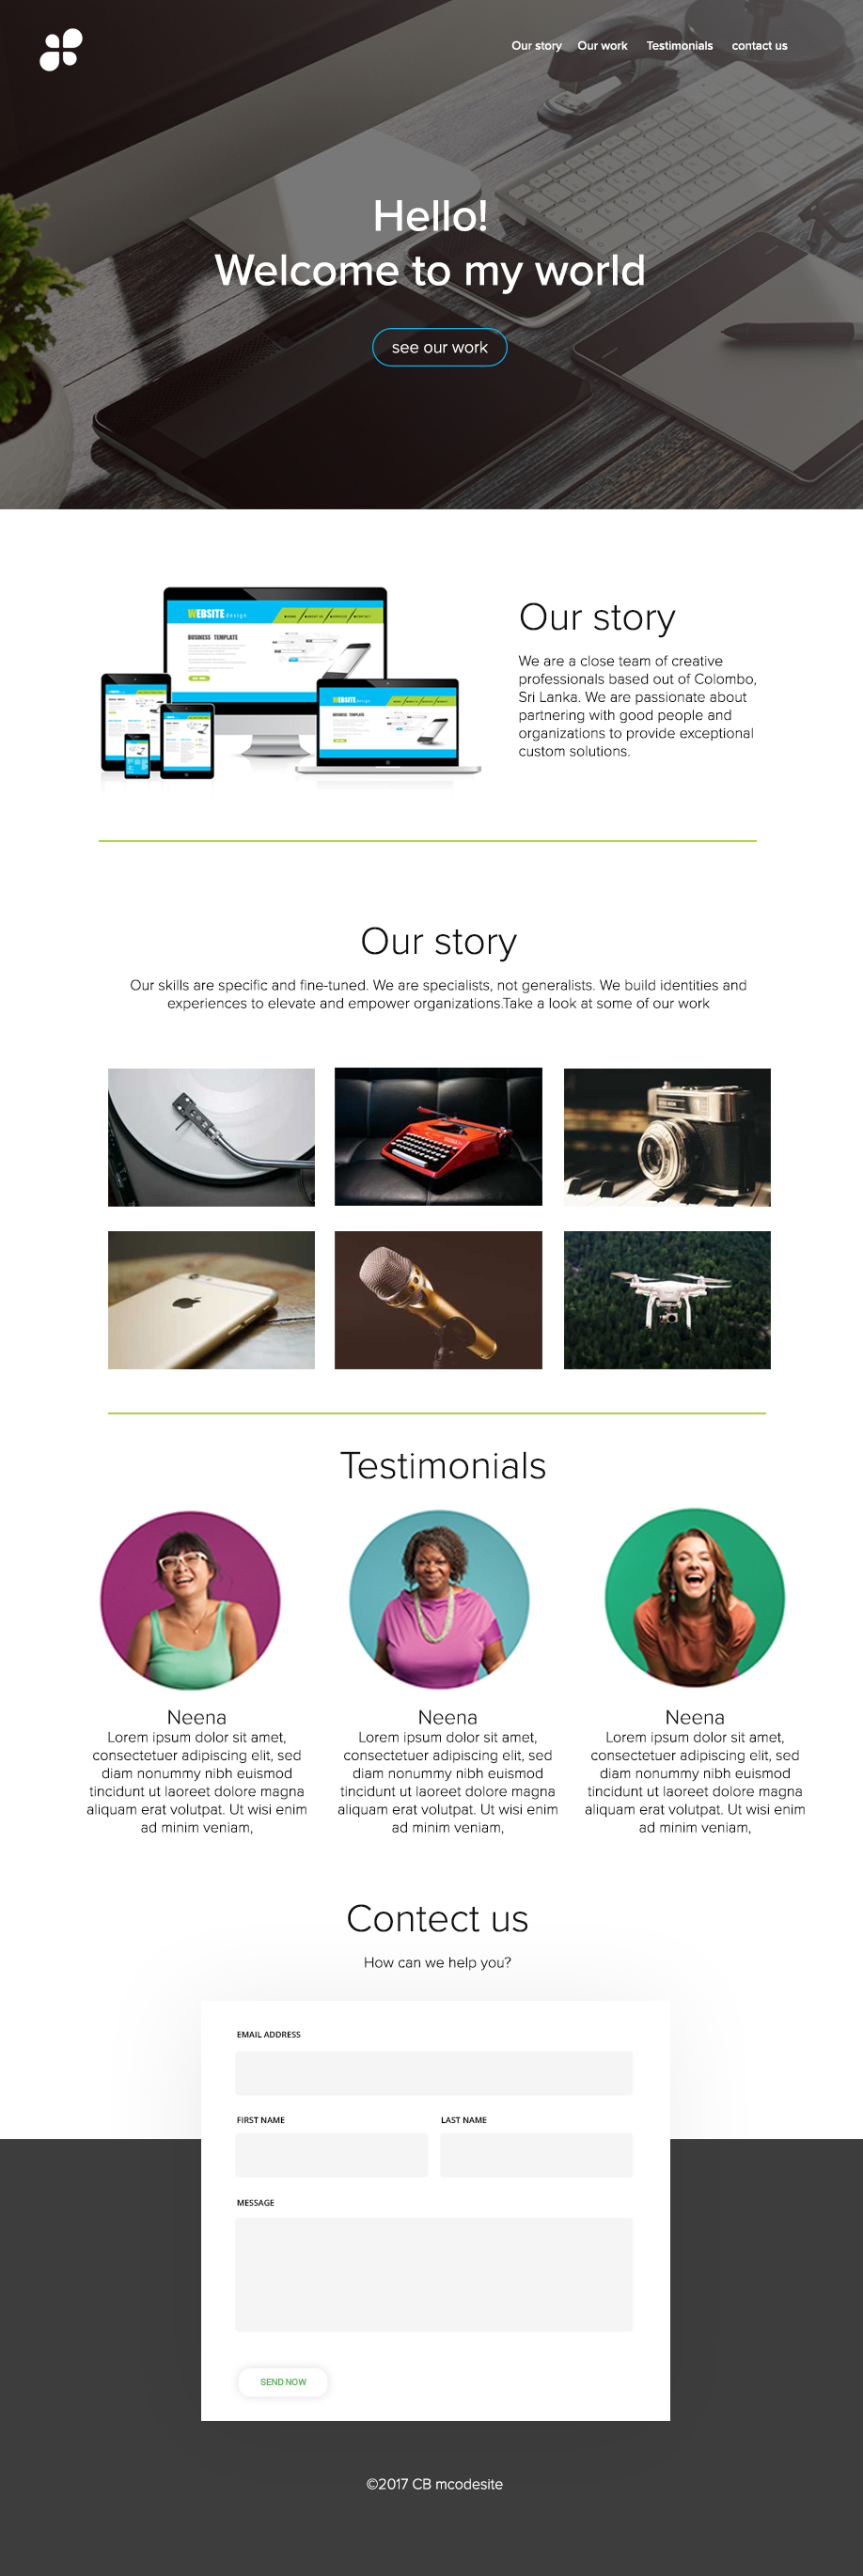 Our story Our work Testimonials contact us
Hello!
Welcome to my world
see our work
WEBSITE design
BUSINESS TEMPLATE
WEBSITE design
BUSINESS TEMPLATE
Our story
We are a close team of creative
professionals based out of Colombo,
Sri Lanka. We are passionate about
partnering with good people and
organizations to provide exceptional
custom solutions.
Our story
Our skills are specific and fine-tuned. We are specialists, not generalists. We build identities and
experiences to elevate and empower organizations.Take a look at some of our work
Testimonials
Neena
Lorem ipsum dolor sit amet,
consectetuer adipiscing elit, sed
diam nonummy nibh euismod
tincidunt ut laoreet dolore magna
aliquam erat volutpat. Ut wisi enim
ad minim veniam,
Neena
Lorem ipsum dolor sit amet,
consectetuer adipiscing elit, sed
diam nonummy nibh euismod
tincidunt ut laoreet dolore magna
aliquam erat volutpat. Ut wisi enim
ad minim veniam,
Neena
Lorem ipsum dolor sit amet,
consectetuer adipiscing elit, sed
diam nonummy nibh euismod
tincidunt ut laoreet dolore magna
aliquam erat volutpat. Ut wisi enim
ad minim veniam,
Contect us
How can we help you?
EMAIL ADDRESS
FIRST NAME LAST NAME
MESSAGE
SEND NOW
©2017 CB mcodesite